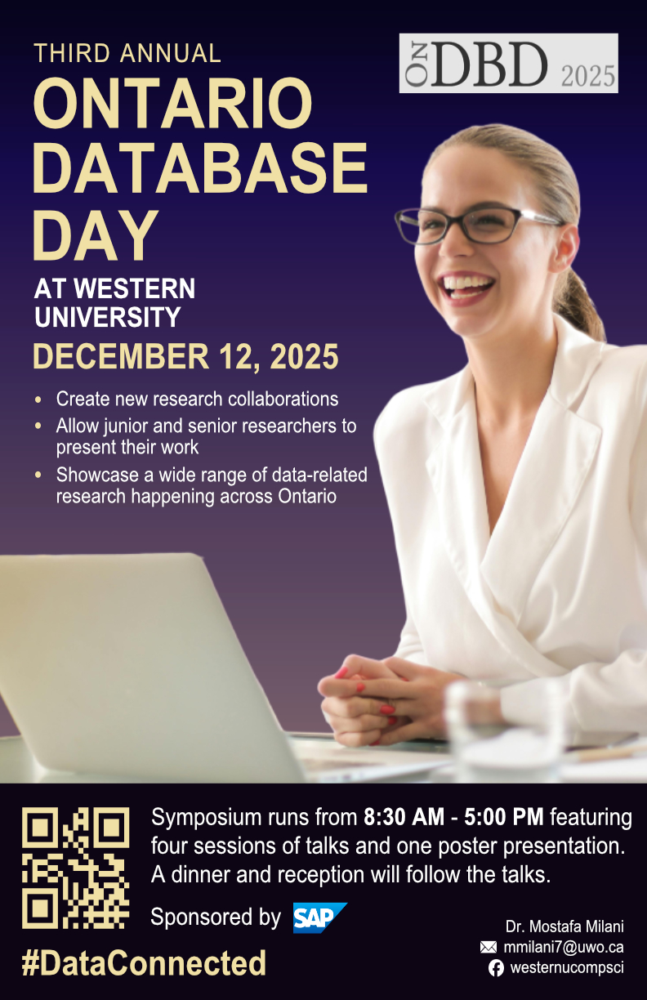 THIRD ANNUAL
ONTARIO
DATABASE
DAY
AT WESTERN
UNIVERSITY
DECEMBER 12, 2025
ON DBD 2025
• Create new research collaborations
• Allow junior and senior researchers to
present their work
• Showcase a wide range of data-related
research happening across Ontario
Symposium runs from 8:30 AM - 5:00 PM featuring
four sessions of talks and one poster presentation.
A dinner and reception will follow the talks.
Sponsored by SAP
#DataConnected
Dr. Mostafa Milani
mmilani7@uwo.ca
westernucompsci